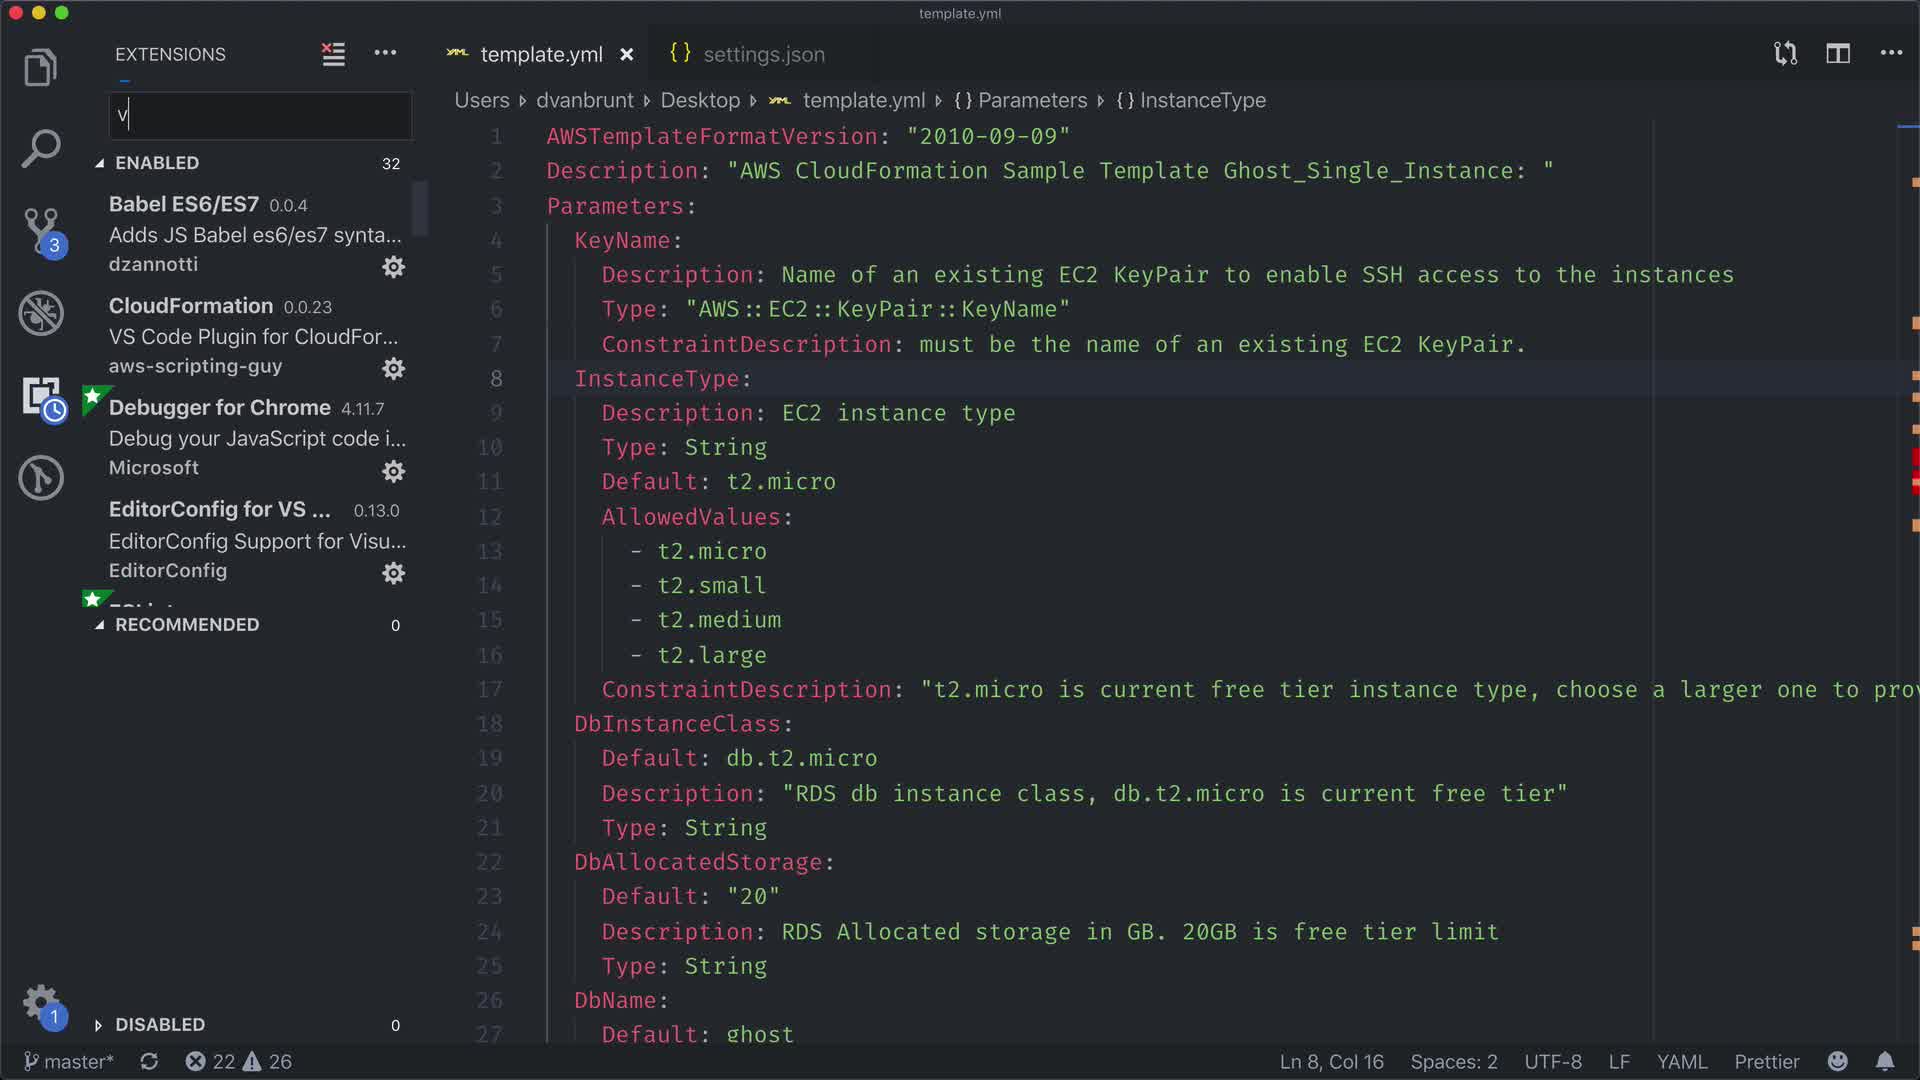 template.yml
EXTENSIONS
template.yml
settings.json
Users dvanbrunt Desktop template.yml {} Parameters {} InstanceType
v
ENABLED 32
Babel ES6/ES7 0.0.4
Adds JS Babel es6/es7 synta...
dzannotti
CloudFormation 0.0.23
VS Code Plugin for CloudFor...
aws-scripting-guy
Debugger for Chrome 4.11.7
Debug your JavaScript code i...
Microsoft
EditorConfig for VS ... 0.13.0
EditorConfig Support for Visu...
EditorConfig
RECOMMENDED 0
DISABLED 0
3
1
1 AWSTemplateFormatVersion: "2010-09-09"
2 Description: "AWS CloudFormation Sample Template Ghost_Single_Instance: "
3 Parameters:
4 KeyName:
5 Description: Name of an existing EC2 KeyPair to enable SSH access to the instances
6 Type: "AWS::EC2::KeyPair::KeyName"
7 ConstraintDescription: must be the name of an existing EC2 KeyPair.
8 InstanceType:
9 Description: EC2 instance type
10 Type: String
11 Default: t2.micro
12 AllowedValues:
13 - t2.micro
14 - t2.small
15 - t2.medium
16 - t2.large
17 ConstraintDescription: "t2.micro is current free tier instance type, choose a larger one to prov
18 DbInstanceClass:
19 Default: db.t2.micro
20 Description: "RDS db instance class, db.t2.micro is current free tier"
21 Type: String
22 DbAllocatedStorage:
23 Default: "20"
24 Description: RDS Allocated storage in GB. 20GB is free tier limit
25 Type: String
26 DbName:
27 Default: ghost
master* 22 26 Ln 8, Col 16 Spaces: 2 UTF-8 LF YAML Prettier